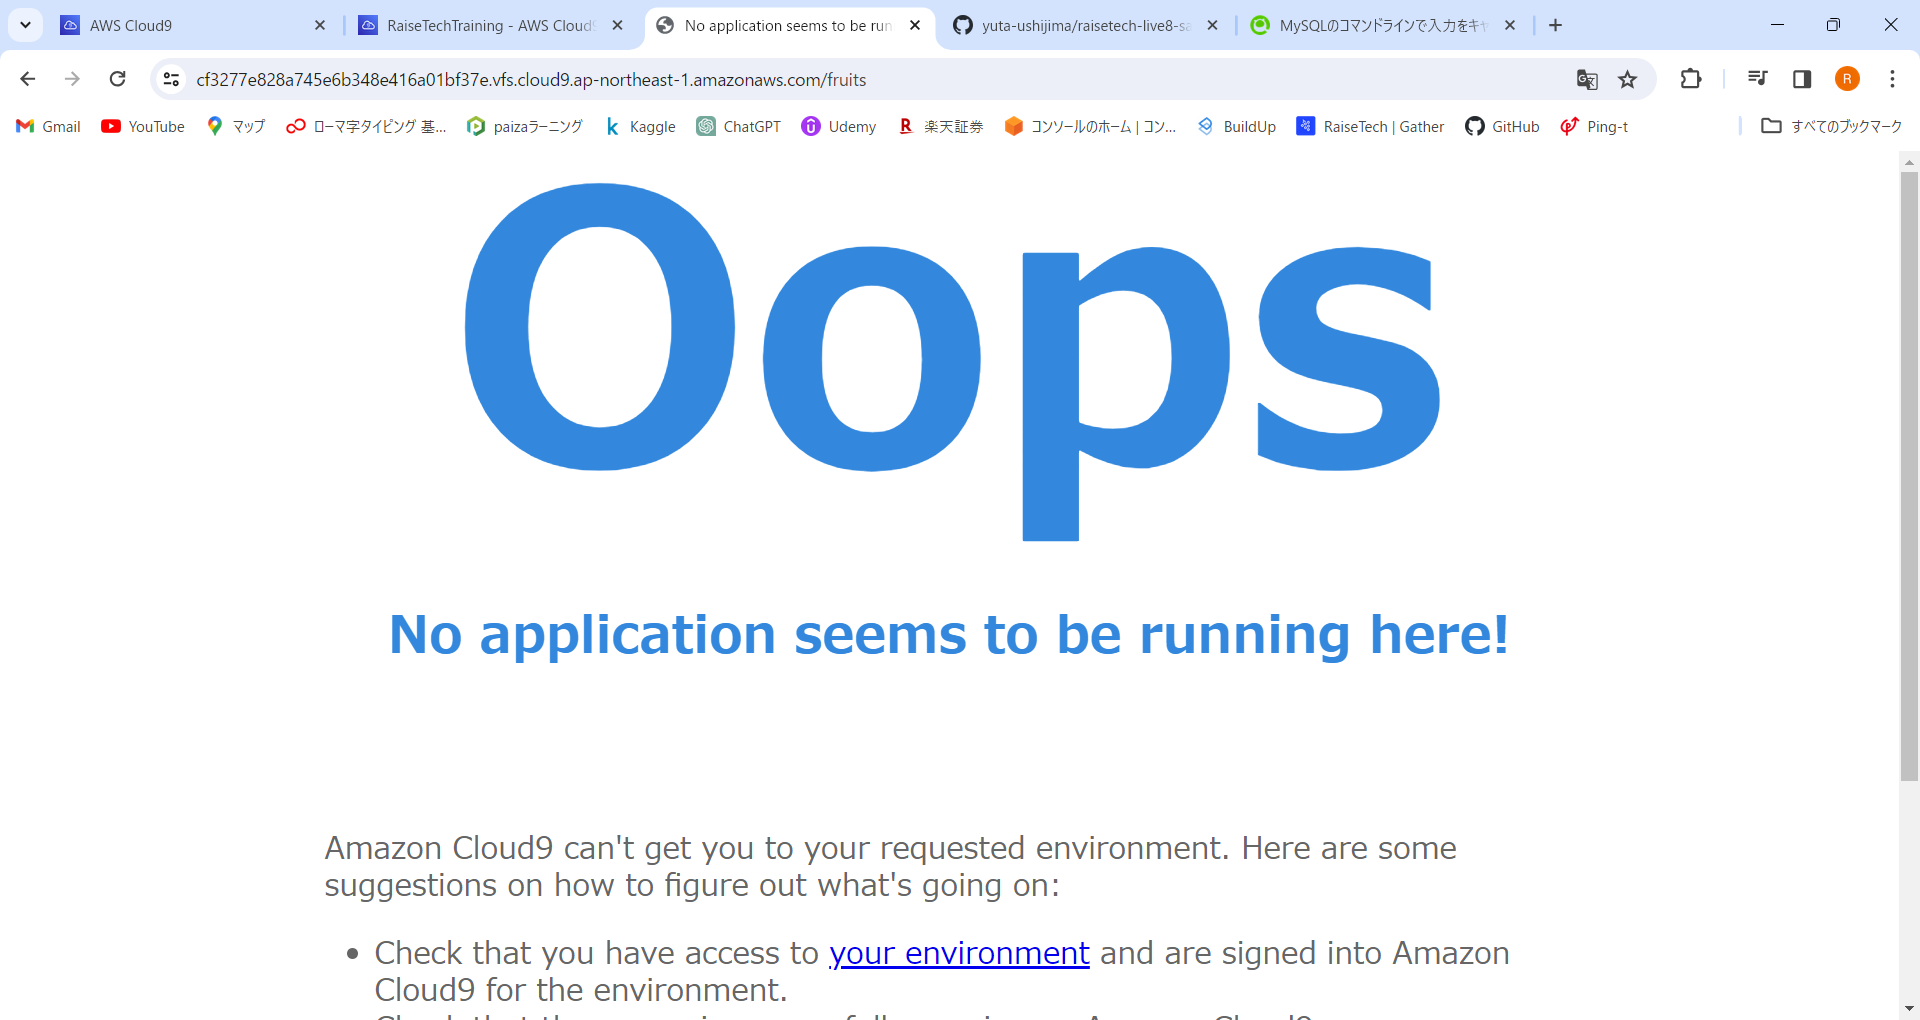 AWS Cloud9
RaiseTechTraining - AWS Cloud9
No application seems to be run
yuta-ushijima/raisetech-live8-sa
MySQLのコマンドラインで入力をキャ
cf3277e828a745e6b348e416a01bf37e.vfs.cloud9.ap-northeast-1.amazonaws.com/fruits
R
Gmail
YouTube
マップ
ローマ字タイピング 基...
paizaラーニング
Kaggle
ChatGPT
Udemy
楽天証券
コンソールのホーム | コン...
BuildUp
RaiseTech | Gather
GitHub
Ping-t
すべてのブックマーク
Oops
No application seems to be running here!
Amazon Cloud9 can't get you to your requested environment. Here are some
suggestions on how to figure out what's going on:
Check that you have access to your environment and are signed into Amazon
Cloud9 for the environment.